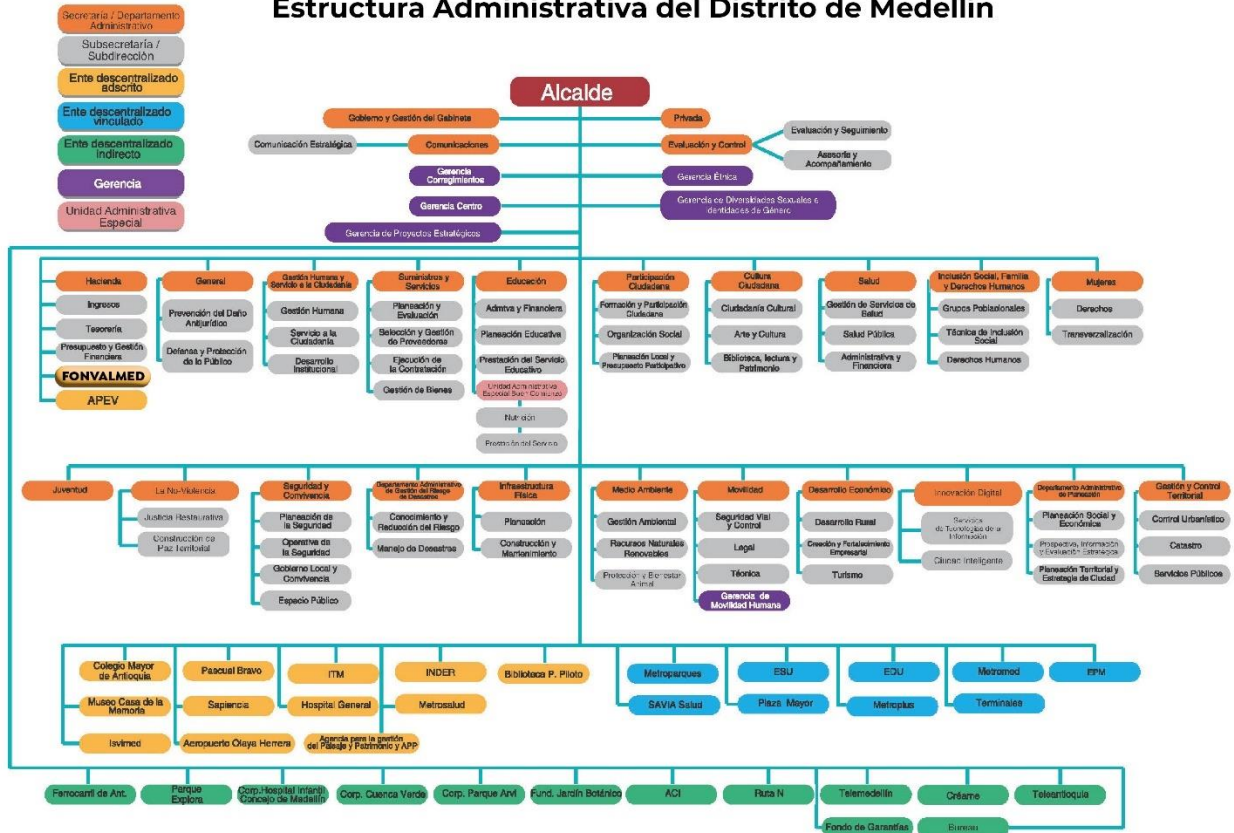 Estructura Administrativa del Distrito de Medellín
Secretaría / Departamento
Administrativo
Subsecretaría /
Subdirección
Ente descentralizado
adscrito
Ente descentralizado
vinculado
Ente descentralizado
indirecto
Gerencia
Unidad Administrativa
Especial
Alcalde
Gobierno y Gestión del Gabinete
Privada
Comunicación Estratégica
Comunicaciones
Evaluación y Control
Evaluación y Seguimiento
Asesoría y
Acompañamiento
Gerencia
Corregimientos
Gerencia Étnica
Gerencia Centro
Gerencia de Diversidades Sexuales e
Identidades de Género
Gerencia de Proyectos Estratégicos
Hacienda
Ingresos
Tesorería
Presupuesto y Gestión
Financiera
FONVALMED
APEV
General
Prevención del Daño
Antijurídico
Defensa y Protección
de lo Público
Gestión Humana y
Servicio a la Ciudadanía
Gestión Humana
Servicio a la
Ciudadanía
Desarrollo
Institucional
Suministros y
Servicios
Planeación y
Evaluación
Selección y Gestión
de Proveedores
Ejecución de
la Contratación
Gestión de Bienes
Educación
Admtva y Financiera
Planeación Educativa
Prestación del Servicio
Educativo
Unidad Administrativa
Especial Buen Comienzo
Nutrición
Prestación del Servicio
Participación
Ciudadana
Formación y Participación
Ciudadana
Organización Social
Planeación Local y
Presupuesto Participativo
Cultura
Ciudadana
Ciudadanía Cultural
Arte y Cultura
Biblioteca, lectura y
Patrimonio
Salud
Gestión de Servicios de
Salud
Salud Pública
Administrativa y
Financiera
Inclusión Social, Familia
y Derechos Humanos
Grupos Poblacionales
Técnica de Inclusión
Social
Derechos Humanos
Mujeres
Derechos
Transverzalización
Juventud
La No-Violencia
Justicia Restaurativa
Construcción de
Paz Territorial
Seguridad y
Convivencia
Planeación de
la Seguridad
Operativa de
la Seguridad
Gobierno Local y
Convivencia
Espacio Público
Departamento Administrativo
de Gestión del Riesgo
de Desastres
Conocimiento y
Reducción del Riesgo
Manejo de Desastres
Infraestructura
Física
Planeación
Construcción y
Mantenimiento
Medio Ambiente
Gestión Ambiental
Recursos Naturales
Renovables
Protección y Bienestar
Animal
Movilidad
Seguridad Vial
y Control
Legal
Técnica
Gerencia de
Movilidad Humana
Desarrollo Económico
Desarrollo Rural
Creación y Fortalecimiento
Empresarial
Turismo
Innovación Digital
Servicios
de Tecnologías de la
Información
Ciudad Inteligente
Departamento Administrativo
de Planeación
Planeación Social y
Económica
Prospectiva, Información
y Evaluación Estratégica
Planeación Territorial y
Estrategia de Ciudad
Gestión y Control
Territorial
Control Urbanístico
Catastro
Servicios Públicos
Colegio Mayor
de Antioquia
Museo Casa de la
Memoria
Isvimed
Pascual Bravo
Sapiencia
Aeropuerto Olaya Herrera
ITM
Hospital General
Agencia para la gestión
del Paisaje y Patrimonio y APP
INDER
Metrosalud
Biblioteca P. Piloto
Metroparques
SAVIA Salud
ESU
Plaza Mayor
EDU
Metroplus
Metromed
Terminales
EPM
Ferrocarril de Ant.
Parque
Explora
Corp.Hospital Infantil
Concejo de Medellín
Corp. Cuenca Verde
Corp. Parque Arví
Fund. Jardín Botánico
ACI
Ruta N
Telemedellín
Créame
Teleantioquia
Fondo de Garantías
Bureau